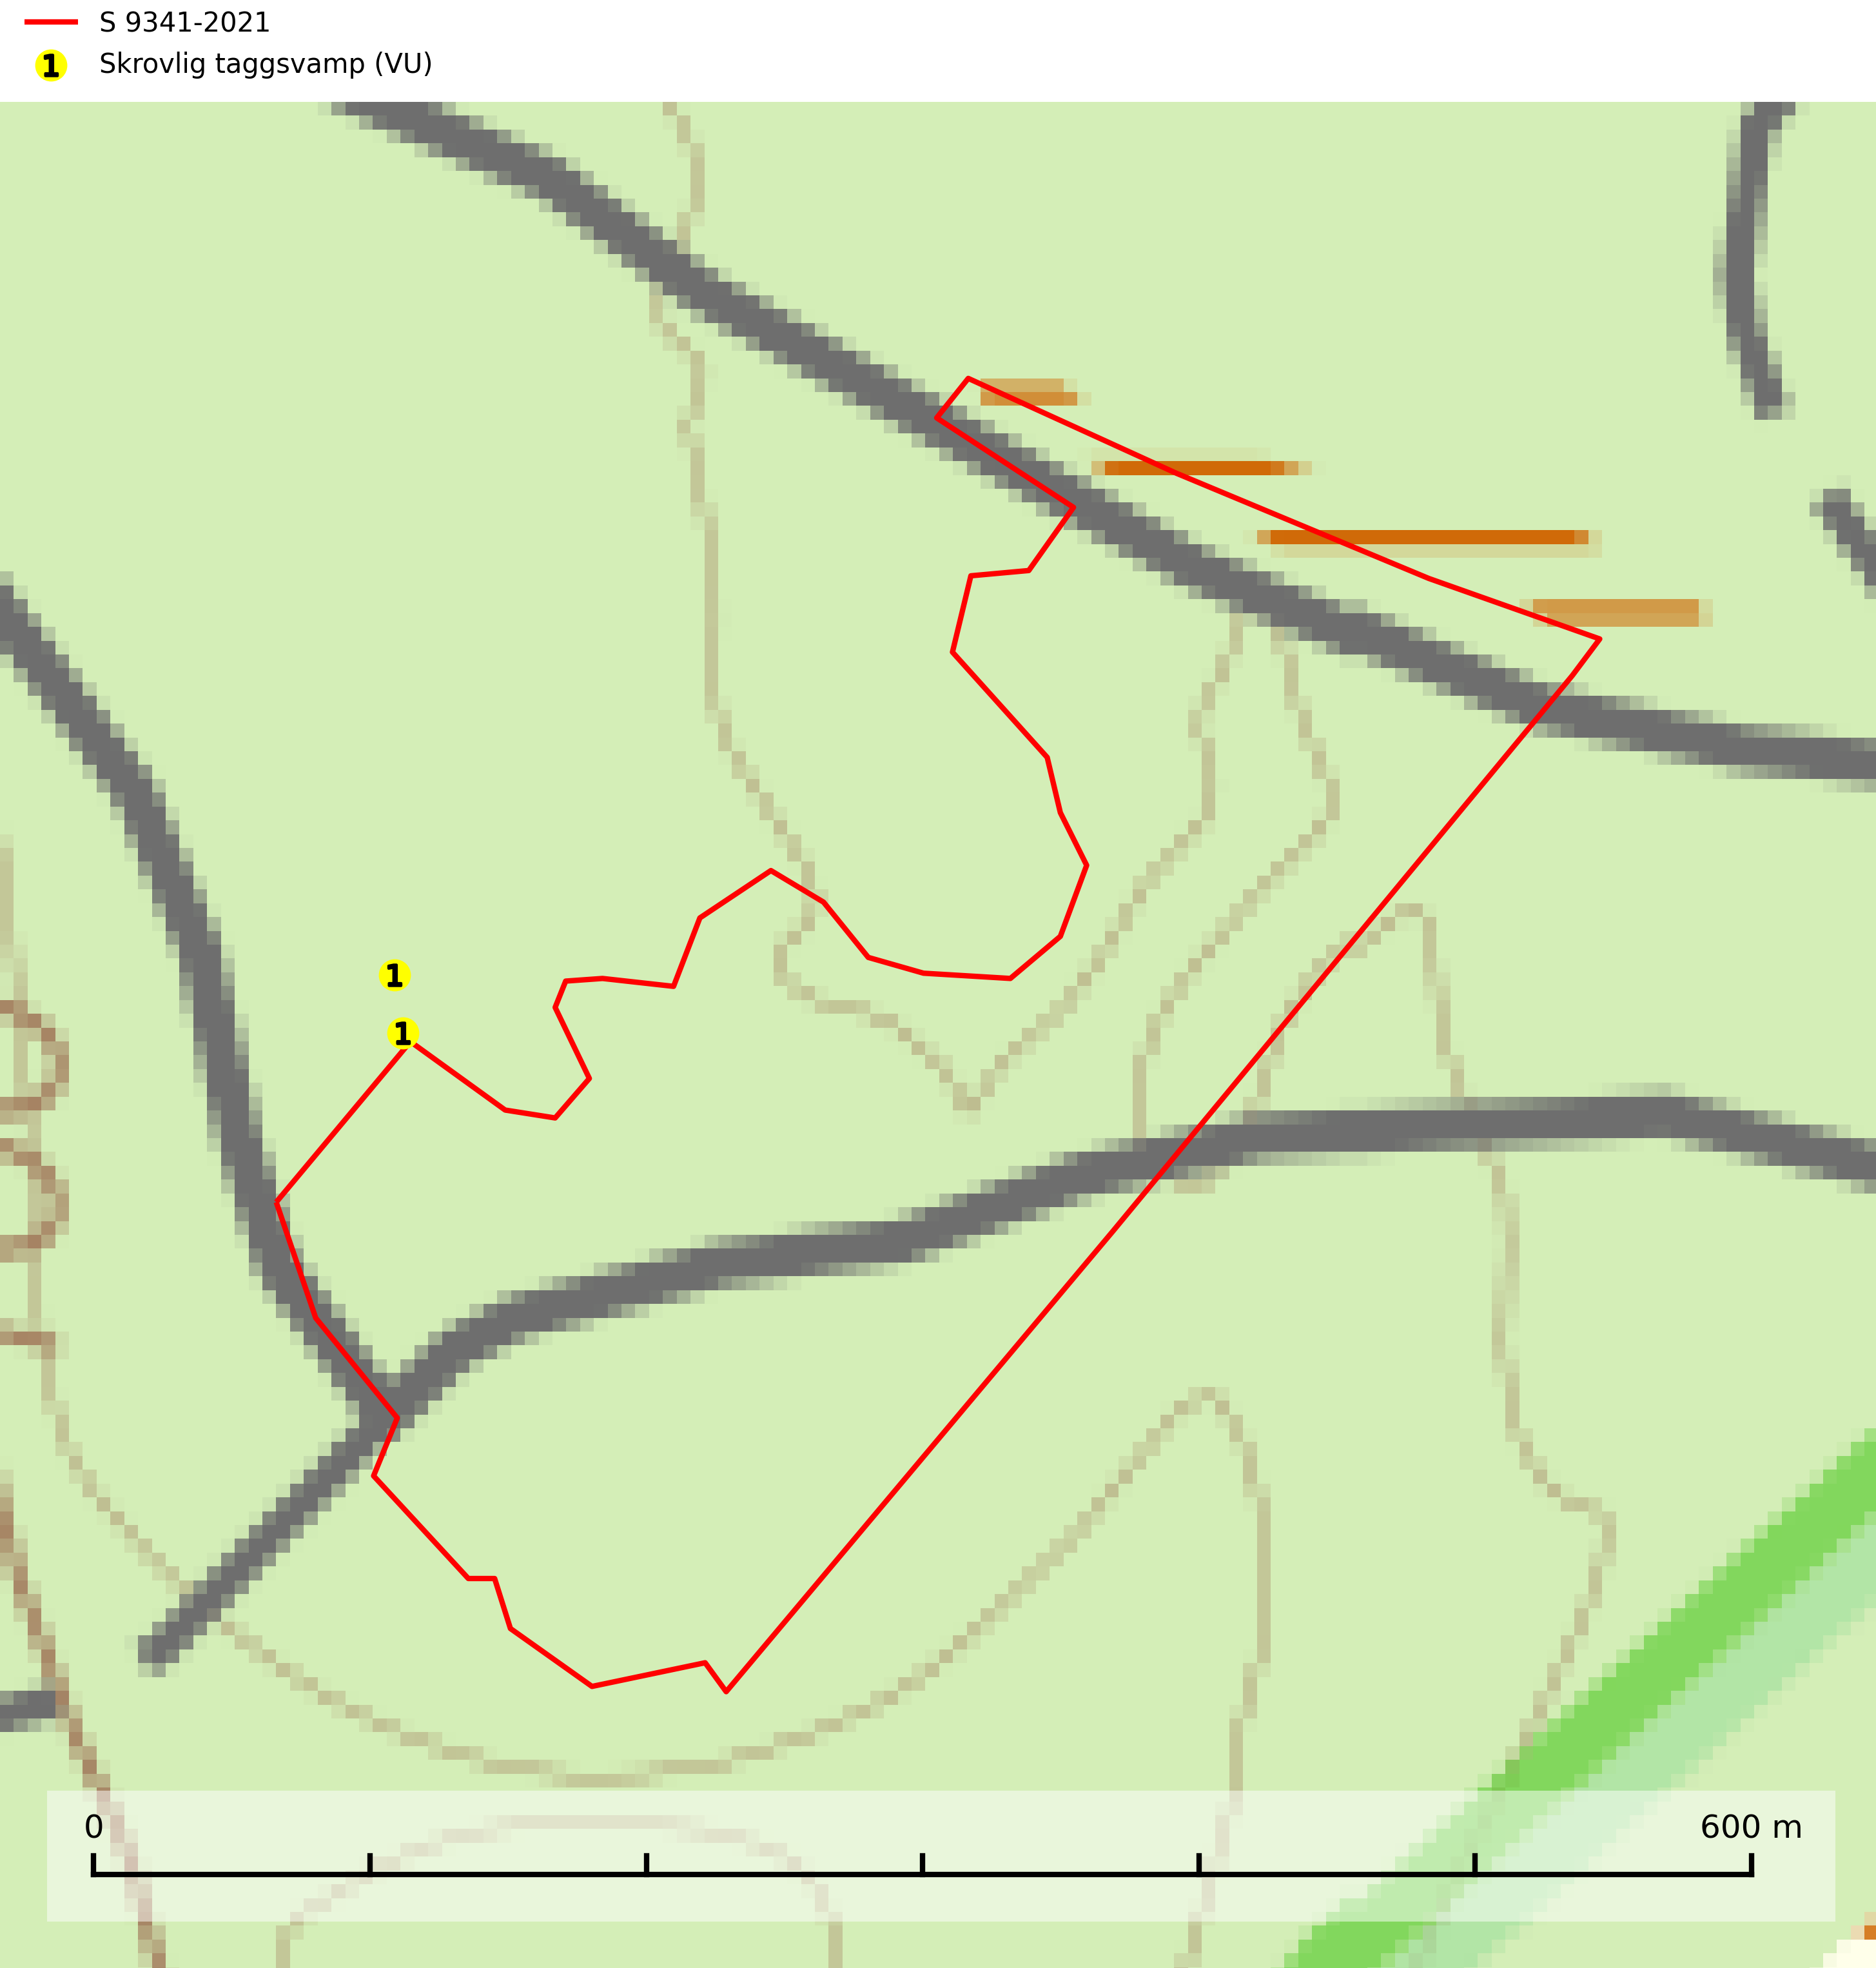 S 9341-2021
1 Skrovlig taggsvamp (VU)
1
1
0 600 m